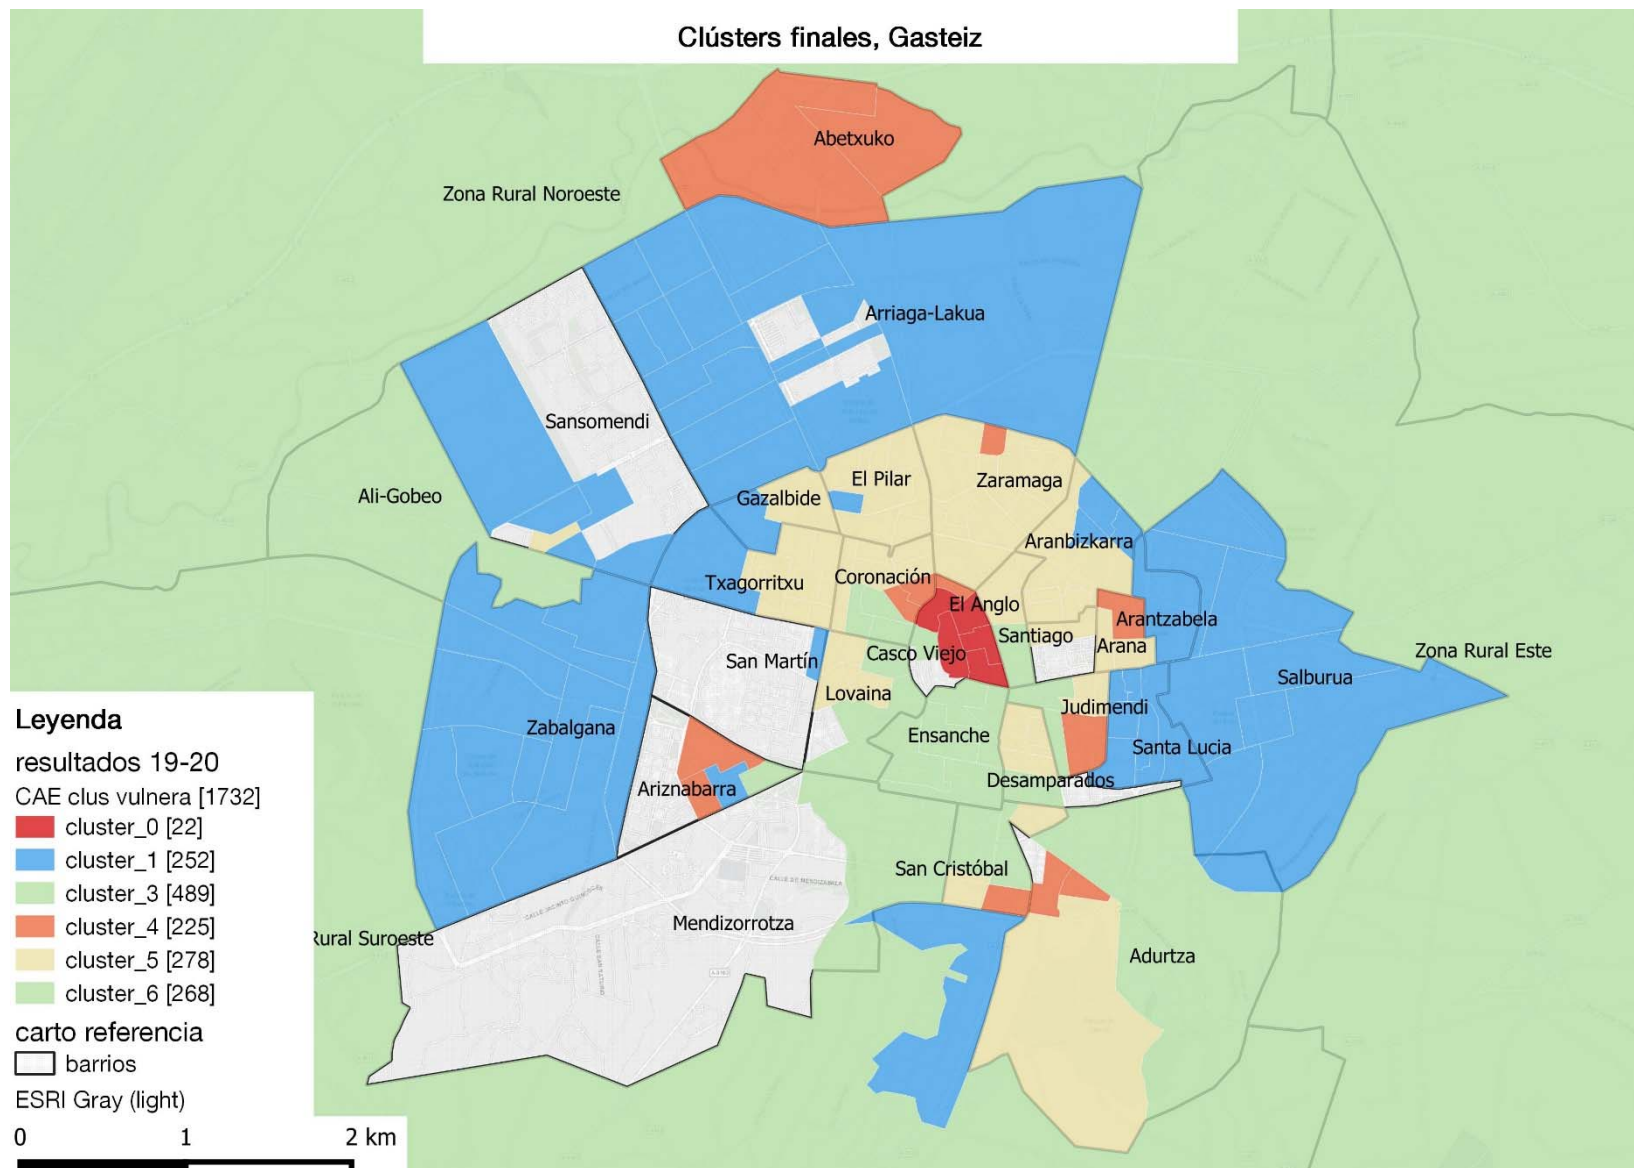 Clústers finales, Gasteiz
Abetxuko
Zona Rural Noroeste
Arriaga-Lakua
Sansomendi
Ali-Gobeo
Gazalbide
El Pilar
Zaramaga
Aranbizkarra
Txagorritxu
Coronación
El Anglo
Santiago
Arantzabela
Arana
Casco Viejo
San Martín
Lovaina
Zona Rural Este
Salburua
Judimendi
Santa Lucia
Zabalgana
Ensanche
Desamparados
Ariznabarra
San Cristóbal
Mendizorrotza
Rural Suroeste
Adurtza
Leyenda
resultados 19-20
CAE clus vulnera [1732]
cluster_0 [22]
cluster_1 [252]
cluster_3 [489]
cluster_4 [225]
cluster_5 [278]
cluster_6 [268]
carto referencia
barrios
ESRI Gray (light)
0 1 2 km